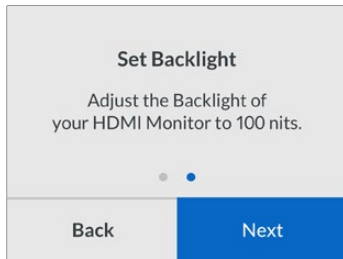 Set Backlight
Adjust the Backlight of
your HDMI Monitor to 100 nits.
Back
Next